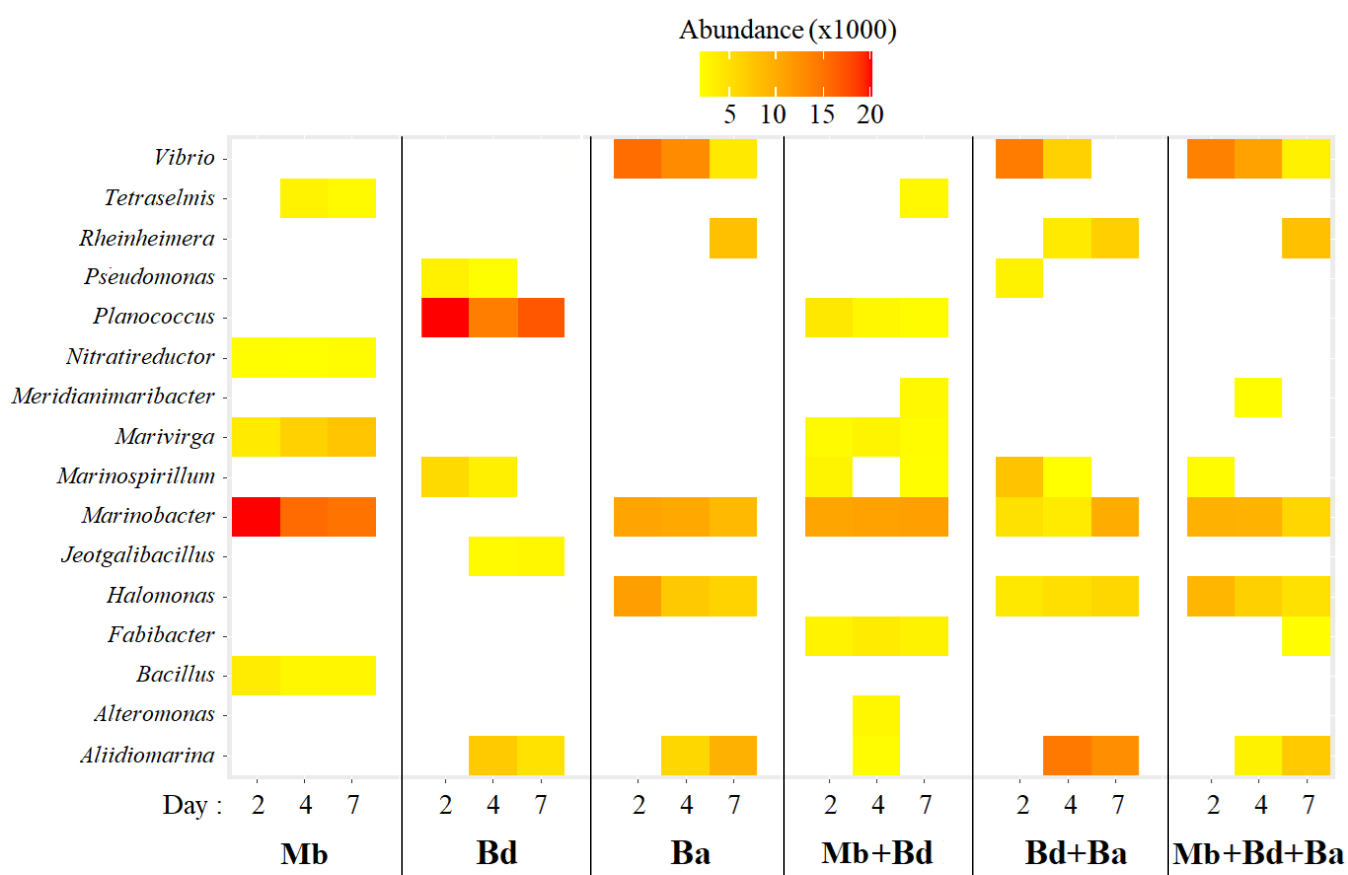 Abundance (x1000)
5 10 15 20
Vibrio
Tetraselmis
Rheinheimera
Pseudomonas
Planococcus
Nitratireductor
Meridianimaribacter
Marivirga
Marinospirillum
Marinobacter
Jeotgalibacillus
Halomonas
Fabibacter
Bacillus
Alteromonas
Aliidiomarina
Day : 2 4 7 2 4 7 2 4 7 2 4 7 2 4 7 2 4 7
Mb Bd Ba Mb+Bd Bd+Ba Mb+Bd+Ba